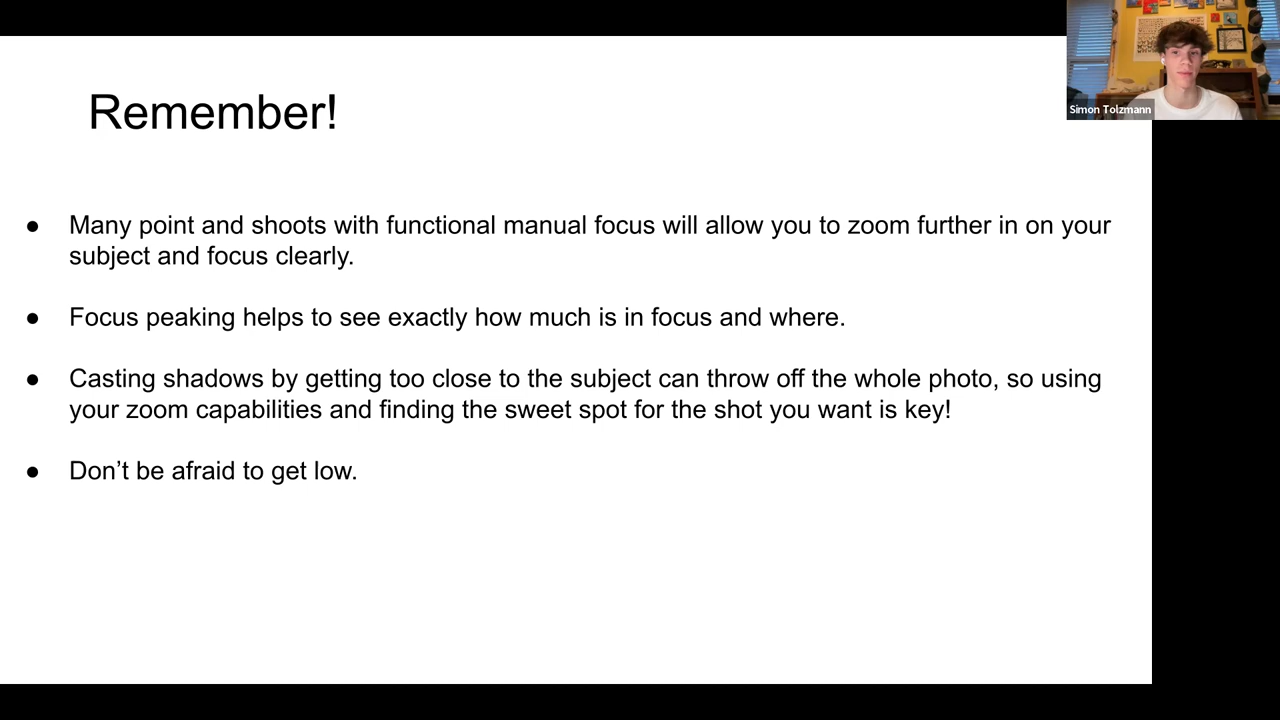 Remember!
● Many point and shoots with functional manual focus will allow you to zoom further in on your
subject and focus clearly.
● Focus peaking helps to see exactly how much is in focus and where.
● Casting shadows by getting too close to the subject can throw off the whole photo, so using
your zoom capabilities and finding the sweet spot for the shot you want is key!
● Don’t be afraid to get low.
Simon Tolzmann